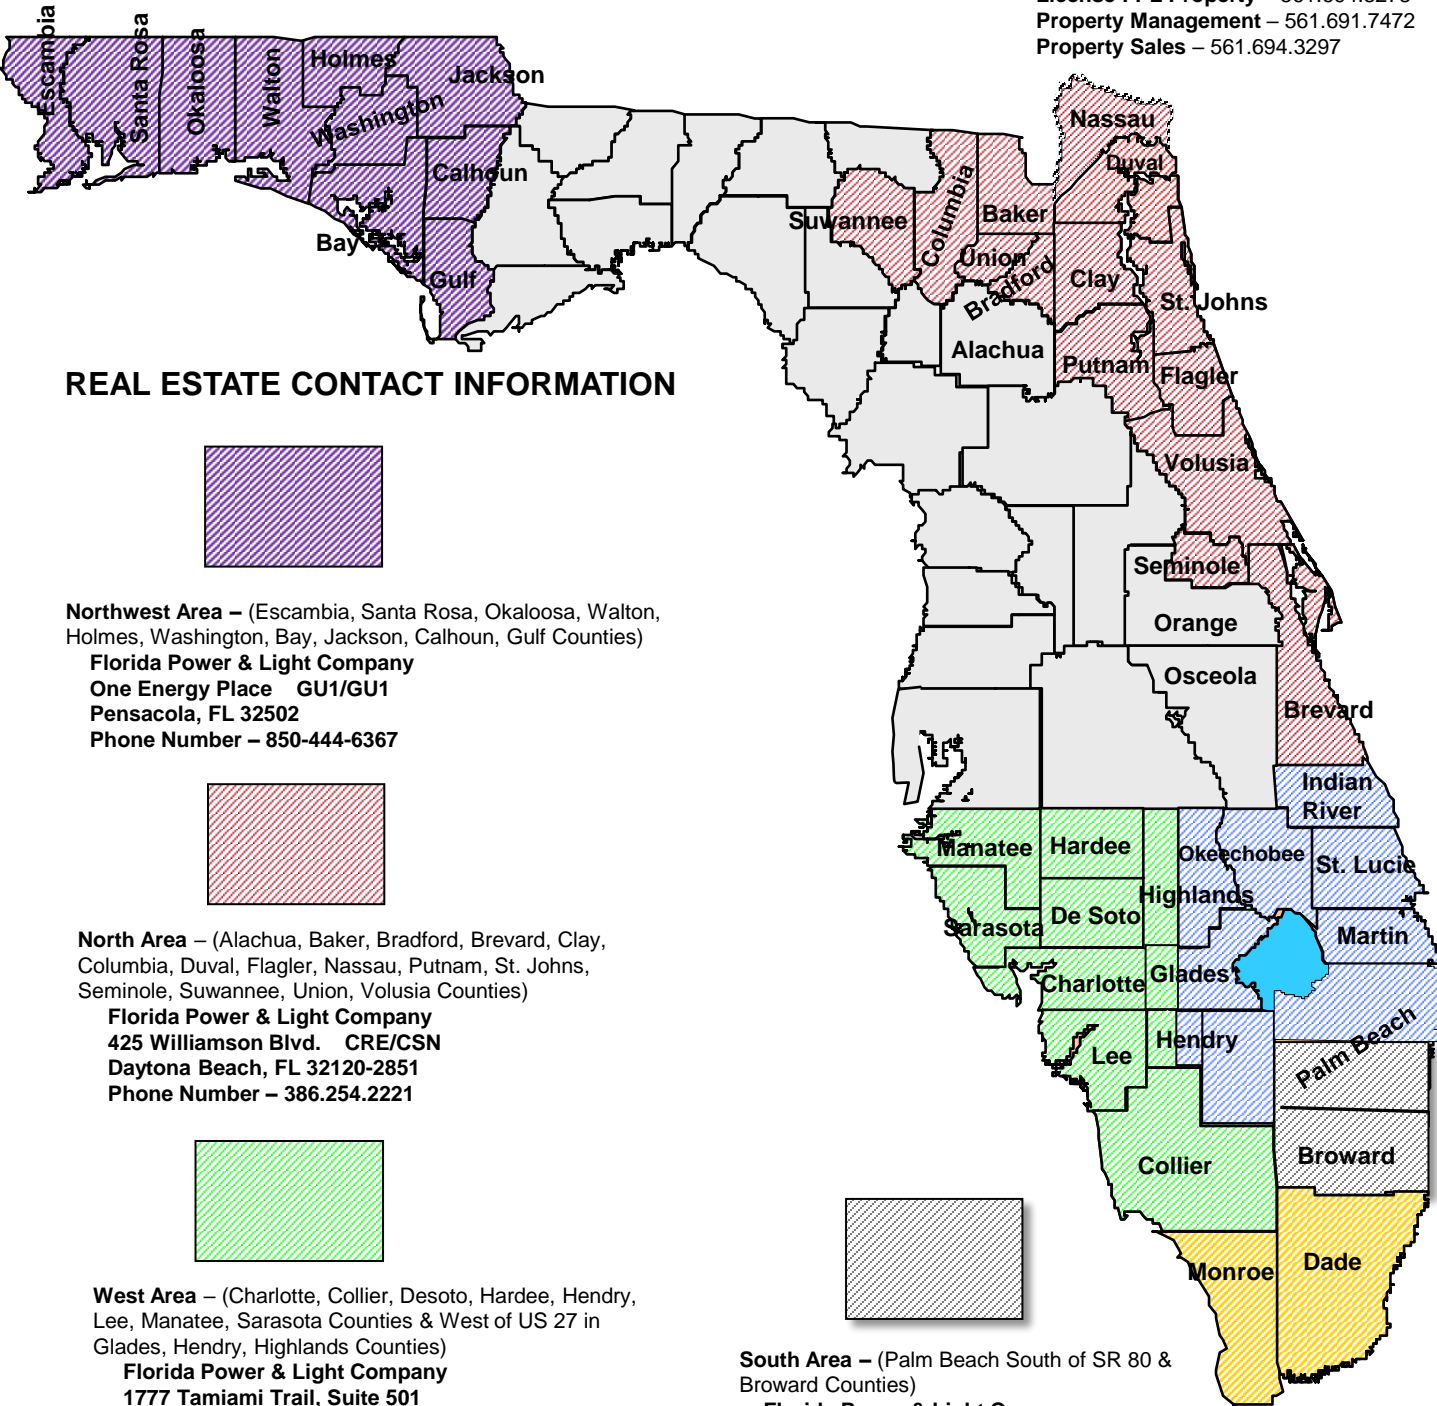 License FPL Property – 561.694.3273
Property Management – 561.691.7472
Property Sales – 561.694.3297
Escambia
Santa Rosa
Okaloosa
Walton
Holmes
Washington
Jackson
Calhoun
Bay
Gulf
Nassau
Duval
Suwannee
Columbia
Baker
Union
Bradford
Clay
St. Johns
Alachua
Putnam
Flagler
Volusia
Seminole
Orange
Osceola
Brevard
Indian
River
Manatee
Hardee
Okeechobee
St. Lucie
Highlands
De Soto
Sarasota
Martin
Charlotte
Glades
Hendry
Lee
Palm Beach
Collier
Broward
Monroe
Dade
REAL ESTATE CONTACT INFORMATION
Northwest Area – (Escambia, Santa Rosa, Okaloosa, Walton,
Holmes, Washington, Bay, Jackson, Calhoun, Gulf Counties)
Florida Power & Light Company
One Energy Place GU1/GU1
Pensacola, FL 32502
Phone Number – 850-444-6367
North Area – (Alachua, Baker, Bradford, Brevard, Clay,
Columbia, Duval, Flagler, Nassau, Putnam, St. Johns,
Seminole, Suwannee, Union, Volusia Counties)
Florida Power & Light Company
425 Williamson Blvd. CRE/CSN
Daytona Beach, FL 32120-2851
Phone Number – 386.254.2221
West Area – (Charlotte, Collier, Desoto, Hardee, Hendry,
Lee, Manatee, Sarasota Counties & West of US 27 in
Glades, Hendry, Highlands Counties)
Florida Power & Light Company
1777 Tamiami Trail, Suite 501
South Area – (Palm Beach South of SR 80 &
Broward Counties)
Florida Power & Light